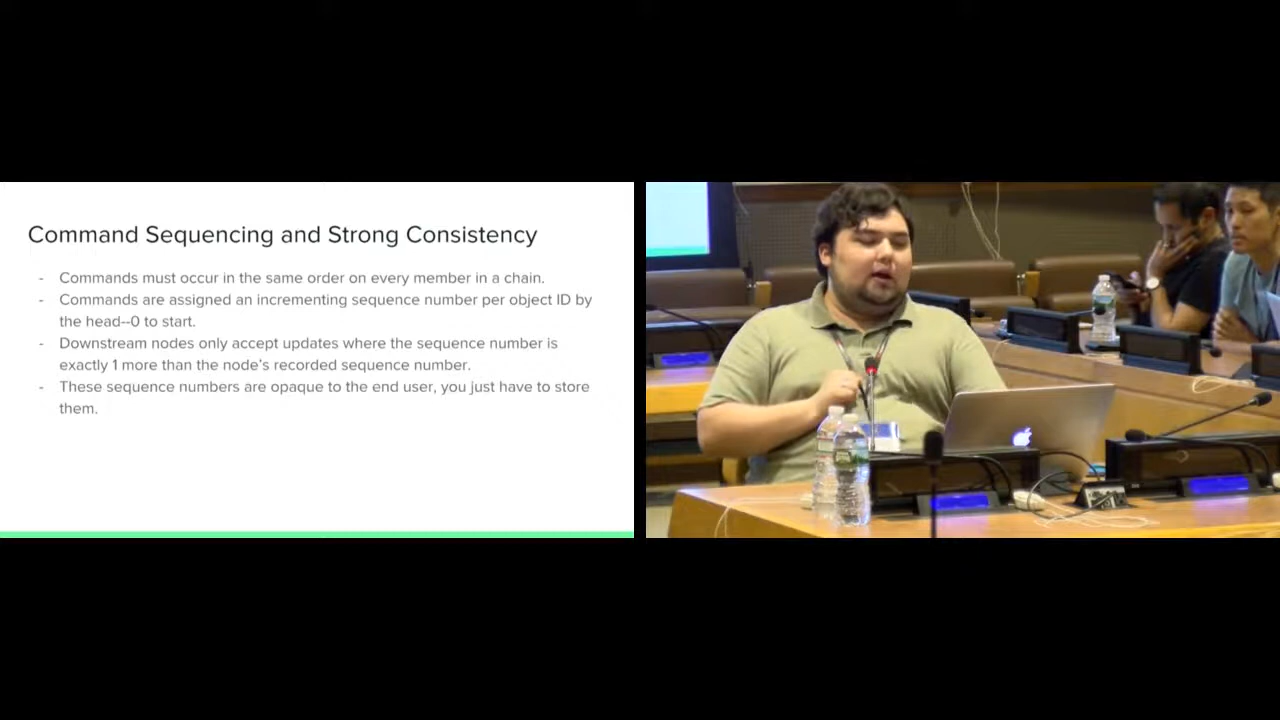 Command Sequencing and Strong Consistency
- Commands must occur in the same order on every member in a chain.
- Commands are assigned an incrementing sequence number per object ID by
the head--0 to start.
- Downstream nodes only accept updates where the sequence number is
exactly 1 more than the node's recorded sequence number.
- These sequence numbers are opaque to the end user, you just have to store
them.